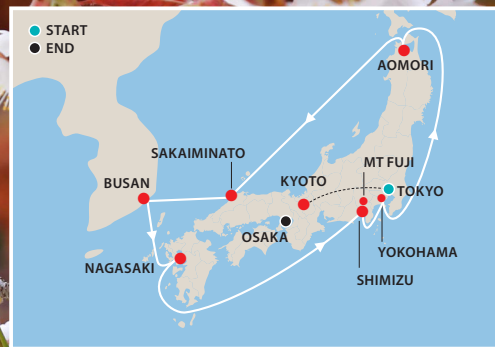 START
END
AOMORI
SAKAIMINATO
MT FUJI
KYOTO
BUSAN
TOKYO
OSAKA
YOKOHAMA
NAGASAKI
SHIMIZU